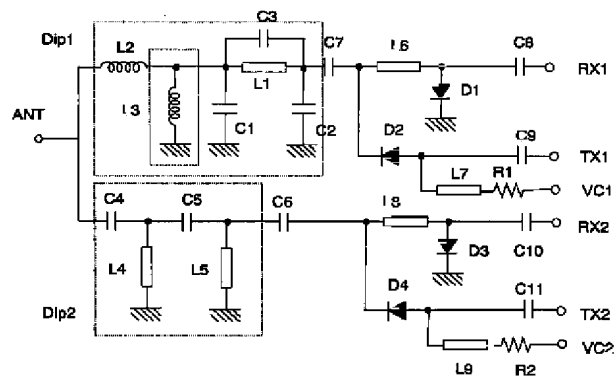 C3
Dip1
L2
C7
L6
C8
RX1
L1
D1
L3
ANT
C1
C2
D2
C9
TX1
L7
R1
VC1
C4
C5
C6
L8
C10
RX2
L4
L5
D3
Dip2
D4
C11
TX2
L9
R2
VC2